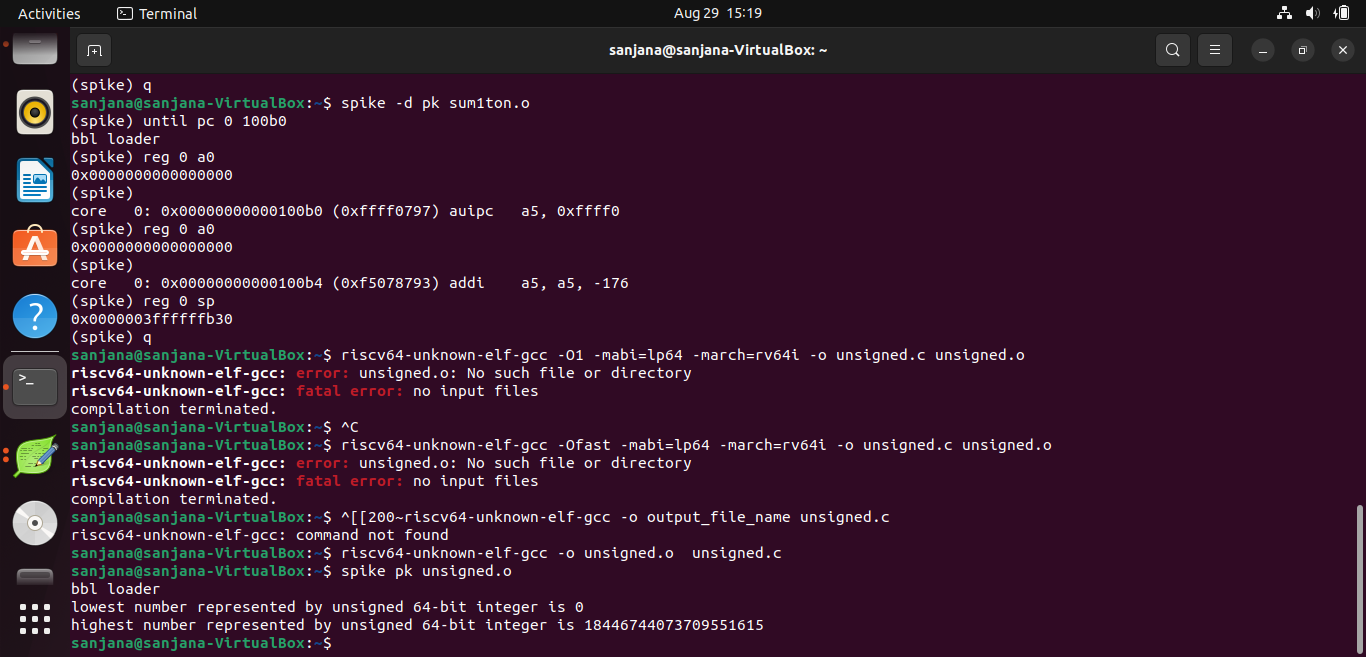 Activities
Terminal
Aug 29 15:19
sanjana@sanjana-VirtualBox: ~
(spike) q
sanjana@sanjana-VirtualBox:~$ spike -d pk sum1ton.o
(spike) until pc 0 100b0
bbl loader
(spike) reg 0 a0
0x0000000000000000
(spike)
core   0: 0x00000000000100b0 (0xffff0797) auipc   a5, 0xffff0
(spike) reg 0 a0
0x0000000000000000
(spike)
core   0: 0x00000000000100b4 (0xf5078793) addi    a5, a5, -176
(spike) reg 0 sp
0x0000003ffffffb30
(spike) q
sanjana@sanjana-VirtualBox:~$ riscv64-unknown-elf-gcc -O1 -mabi=lp64 -march=rv64i -o unsigned.c unsigned.o
riscv64-unknown-elf-gcc: error: unsigned.o: No such file or directory
riscv64-unknown-elf-gcc: fatal error: no input files
compilation terminated.
sanjana@sanjana-VirtualBox:~$ ^C
sanjana@sanjana-VirtualBox:~$ riscv64-unknown-elf-gcc -Ofast -mabi=lp64 -march=rv64i -o unsigned.c unsigned.o
riscv64-unknown-elf-gcc: error: unsigned.o: No such file or directory
riscv64-unknown-elf-gcc: fatal error: no input files
compilation terminated.
sanjana@sanjana-VirtualBox:~$ ^[[200~riscv64-unknown-elf-gcc -o output_file_name unsigned.c
riscv64-unknown-elf-gcc: command not found
sanjana@sanjana-VirtualBox:~$ riscv64-unknown-elf-gcc -o unsigned.o  unsigned.c
sanjana@sanjana-VirtualBox:~$ spike pk unsigned.o
bbl loader
lowest number represented by unsigned 64-bit integer is 0
highest number represented by unsigned 64-bit integer is 18446744073709551615
sanjana@sanjana-VirtualBox:~$